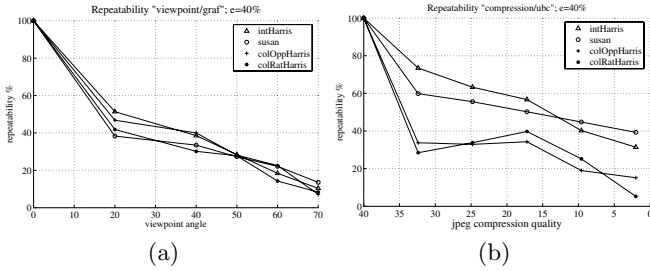 Repeatability "viewpoint/graf"; e=40%
intHarris
susan
colOppHarris
colRatHarris
repeatability %
100
80
60
40
20
0
0 10 20 30 40 50 60 70
viewpoint angle
(a)
Repeatability "compression/ubc"; e=40%
intHarris
susan
colOppHarris
colRatHarris
repeatability %
100
80
60
40
20
0
40 35 30 25 20 15 10 5 2 0
jpeg compression quality
(b)